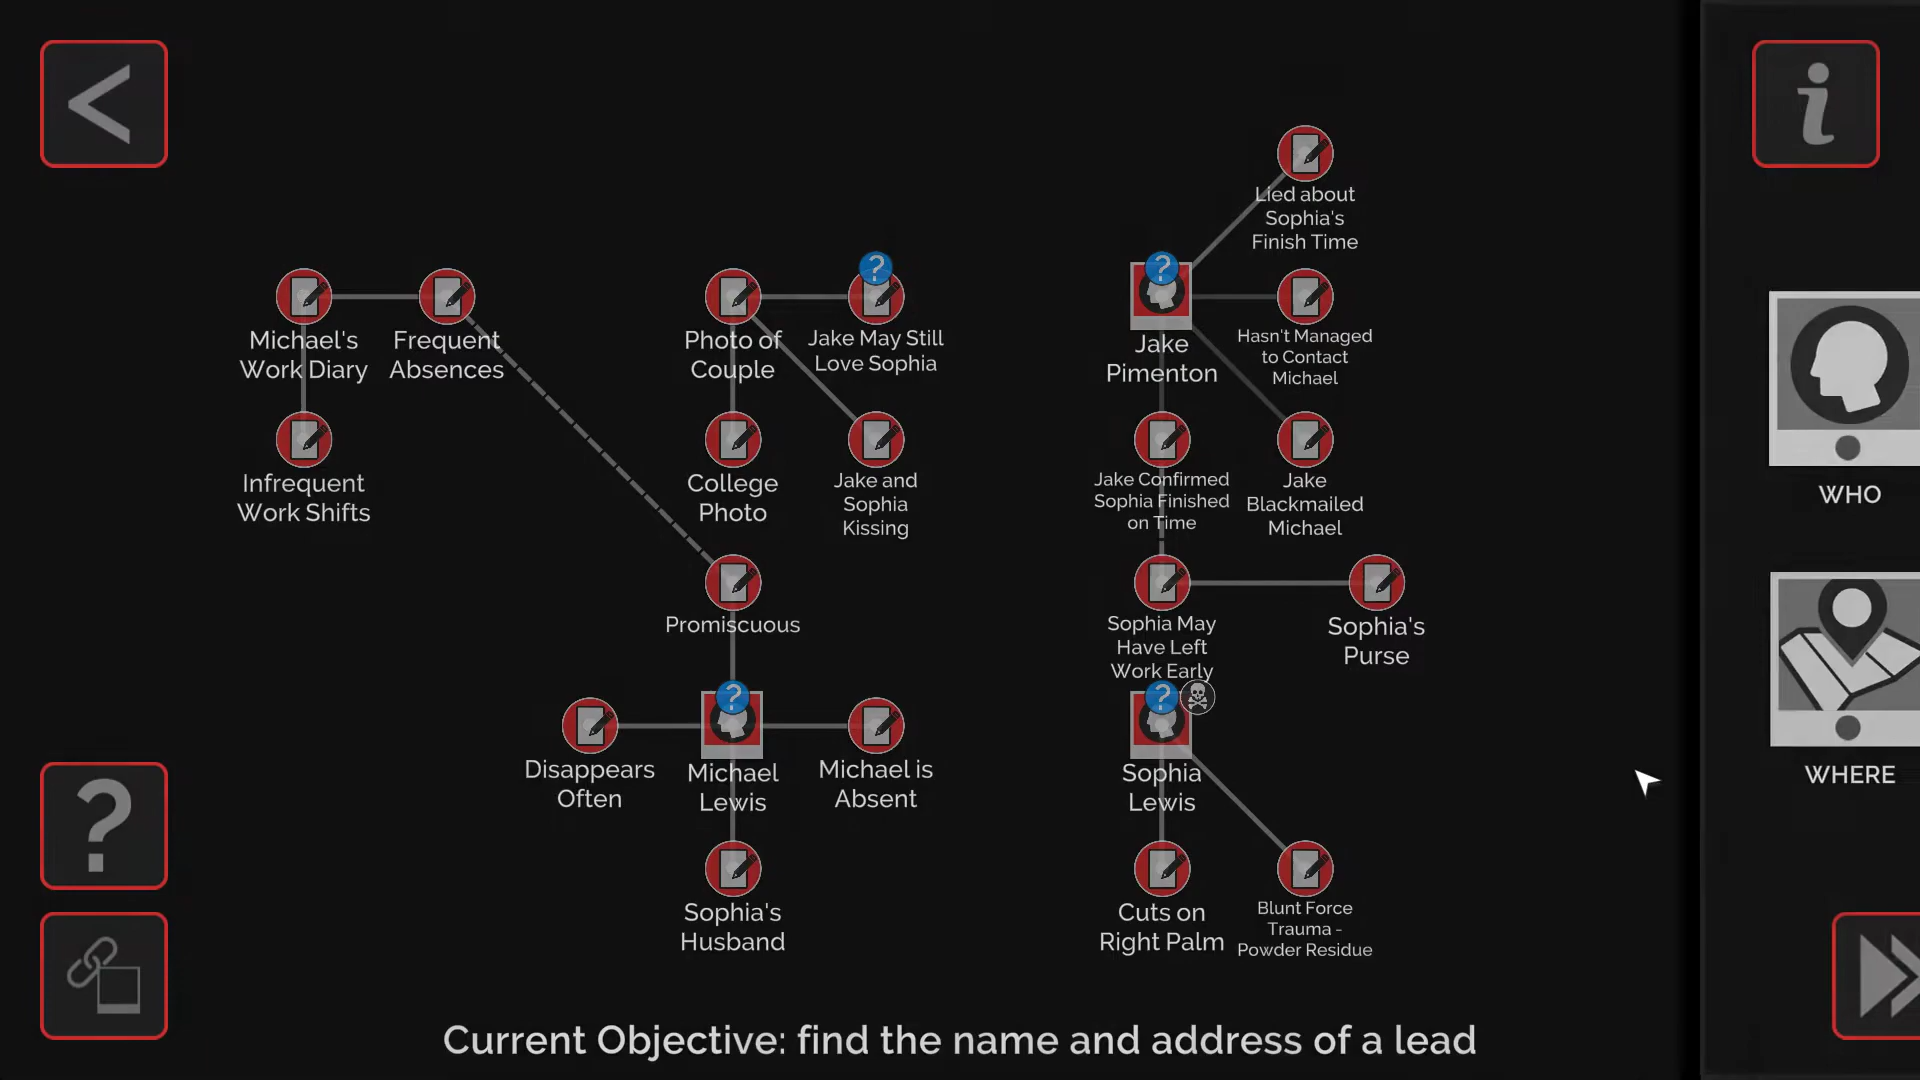 Lied about
Sophia's
Finish Time
Michael's
Work Diary
Frequent
Absences
Photo of
Couple
Jake May Still
Love Sophia
Jake
Pimenton
Hasn't Managed
to Contact
Michael
Infrequent
Work Shifts
College
Photo
Jake and
Sophia
Kissing
Jake Confirmed
Sophia Finished
on Time
Jake
Blackmailed
Michael
WHO
Promiscuous
Sophia May
Have Left
Work Early
Sophia's
Purse
Disappears
Often
Michael
Lewis
Michael is
Absent
Sophia
Lewis
WHERE
Sophia's
Husband
Cuts on
Right Palm
Blunt Force
Trauma -
Powder Residue
Current Objective: find the name and address of a lead